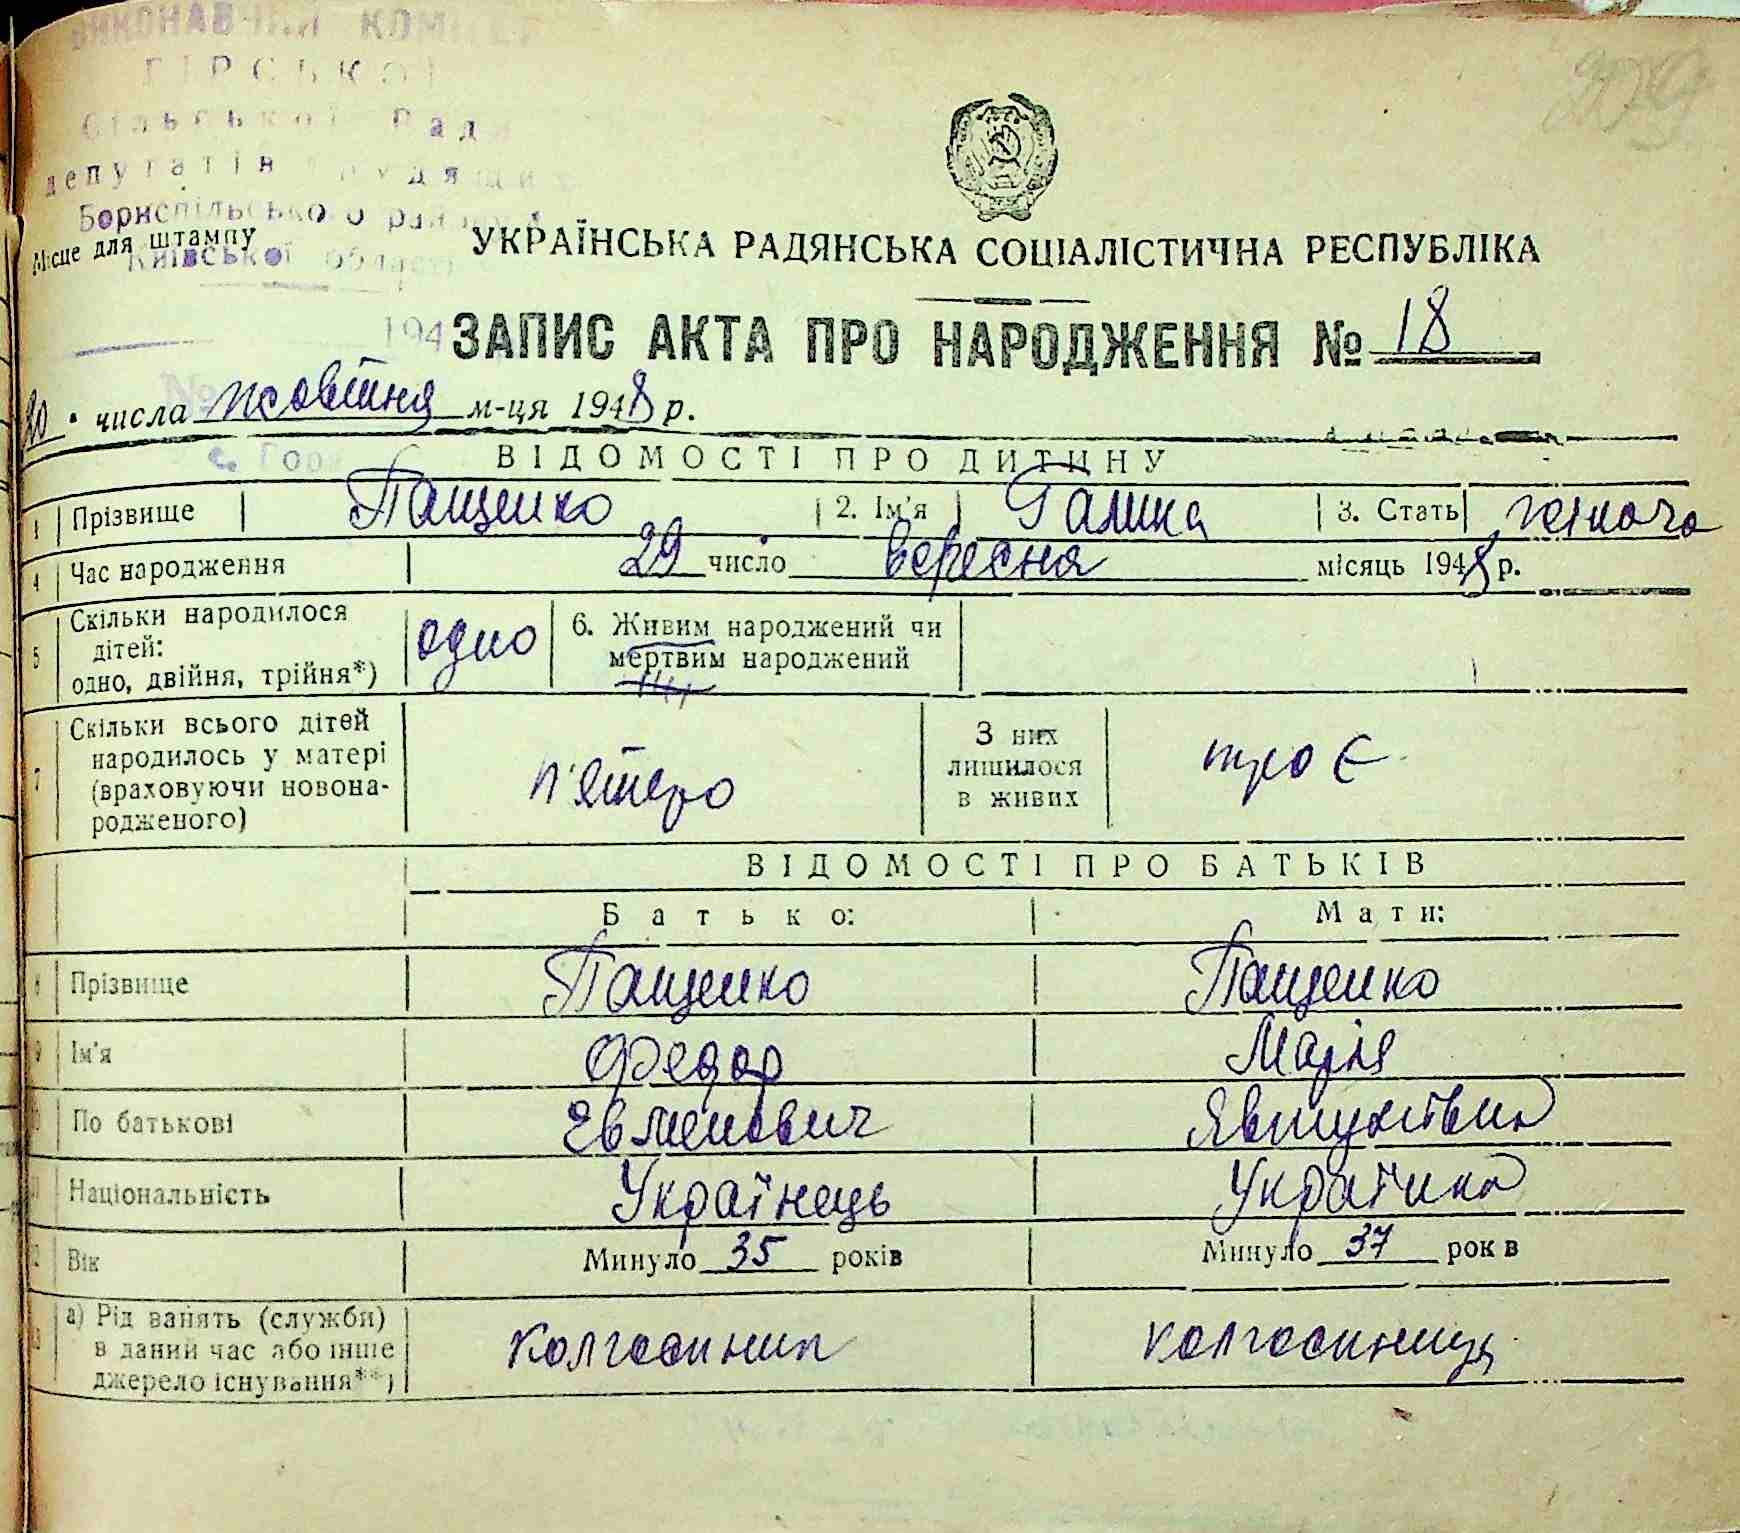 ВИКОНАВЧИЙ КОМІТЕТ
ГІРСЬКОЇ
Сільської Ради
депутатів трудящих
Бориспільського району
Київської області
Місце для штампу
209
УКРАЇНСЬКА РАДЯНСЬКА СОЦІАЛІСТИЧНА РЕСПУБЛІКА
194
ЗАПИС АКТА ПРО НАРОДЖЕННЯ № 18
№
20 числа жовтня м-ця 1948 р.
с. Гора
ВІДОМОСТІ ПРО ДИТИНУ
1 Прізвище Пащенко 2. Ім'я Галина 3. Стать жіноча
4 Час народження 29 число вересня місяць 1948 р.
5 Скільки народилося дітей: одно, двійня, трійня*) одно 6. Живим народжений чи мертвим народжений
7 Скільки всього дітей народилось у матері (враховуючи новонародженого) п'ятеро З них лишилося в живих троє
ВІДОМОСТІ ПРО БАТЬКІВ
Батько: Мати:
8 Прізвище Пащенко Пащенко
9 Ім'я Федор Марія
10 По батькові Евменович
11 Національність Українець Українка
12 Вік Минуло 35 років Минуло 37 рок в
13 а) Рід занять (служби) в даний час або інше джерело існування**) колгоспник колгоспниця